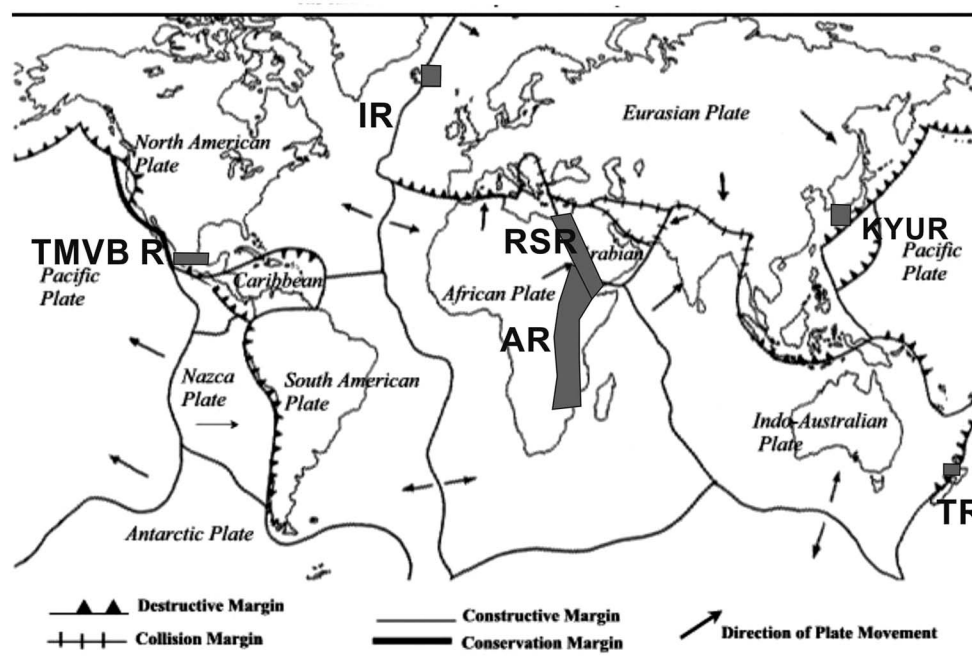 IR
Eurasian Plate
North American
Plate
KYUR
RSR
TMVB R
Arabian
Pacific
Plate
Caribbean
African Plate
Pacific
Plate
AR
Nazca
Plate
South American
Plate
Indo-Australian
Plate
TR
Antarctic Plate
Destructive Margin
Constructive Margin
Collision Margin
Conservation Margin
Direction of Plate Movement